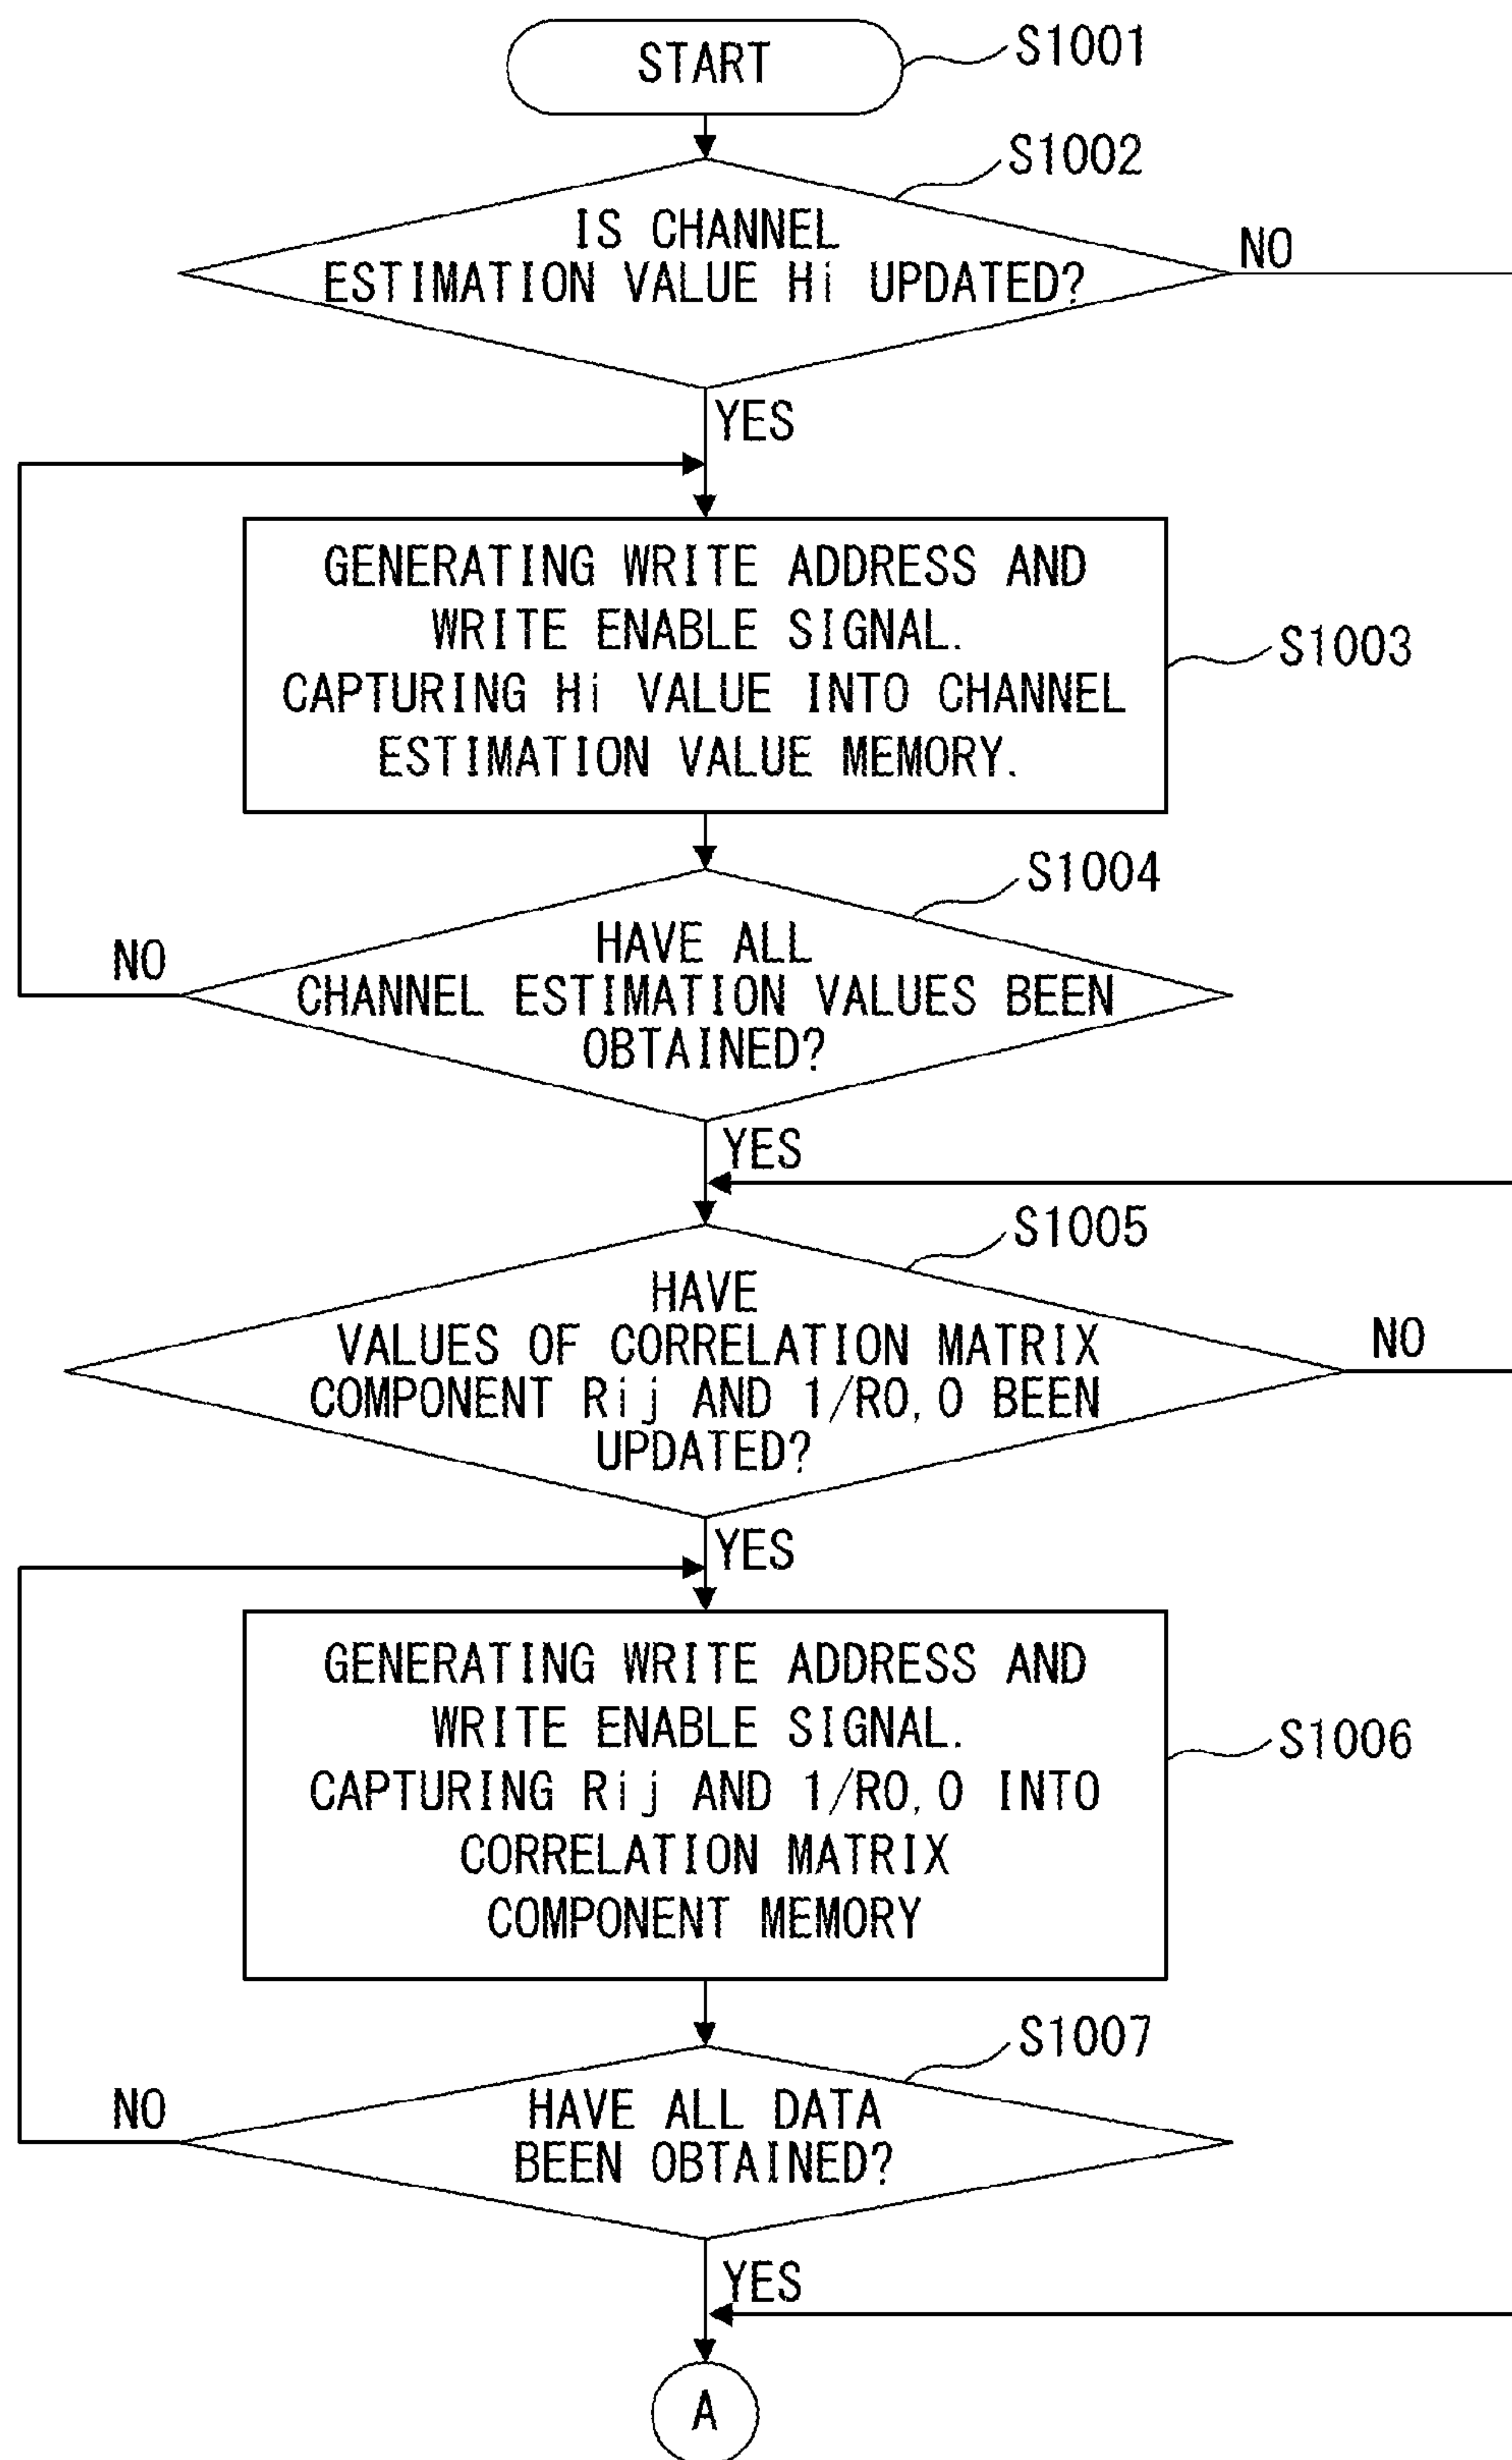 START
S1001
S1002
IS CHANNEL
ESTIMATION VALUE Hi UPDATED?
NO
YES
GENERATING WRITE ADDRESS AND
WRITE ENABLE SIGNAL.
CAPTURING Hi VALUE INTO CHANNEL
ESTIMATION VALUE MEMORY.
S1003
S1004
HAVE ALL
CHANNEL ESTIMATION VALUES BEEN
OBTAINED?
NO
YES
S1005
HAVE
VALUES OF CORRELATION MATRIX
COMPONENT Rij AND 1/R0,0 BEEN
UPDATED?
NO
YES
GENERATING WRITE ADDRESS AND
WRITE ENABLE SIGNAL.
CAPTURING Rij AND 1/R0,0 INTO
CORRELATION MATRIX
COMPONENT MEMORY
S1006
S1007
HAVE ALL DATA
BEEN OBTAINED?
NO
YES
A